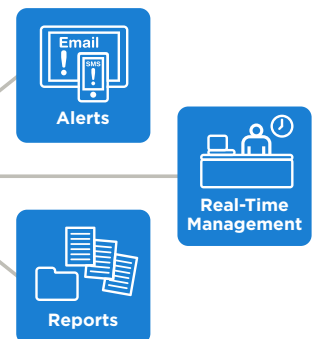 Email
!
SMS
!
Alerts
Real-Time
Management
Reports